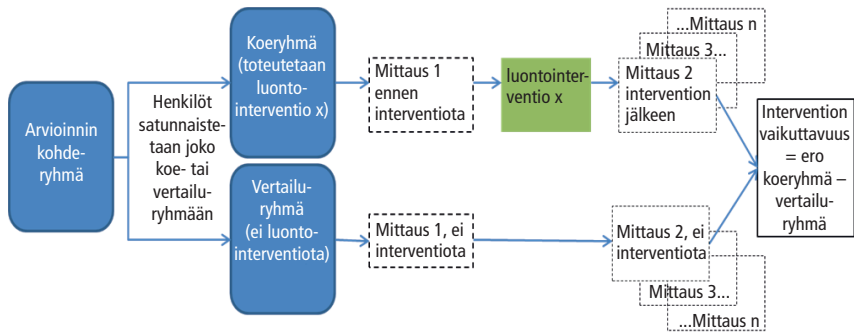 Arvioinnin
kohde-
ryhmä
Henkilöt
satunnaiste-
taan joko
koe- tai
vertailu-
ryhmään
Koeryhmä
(toteutetaan
luonto-
interventio x)
Mittaus 1
ennen
interventiota
luontointer-
ventio x
...Mittaus n
Mittaus 3...
Mittaus 2
intervention
jälkeen
Vertailu-
ryhmä
(ei luonto-
interventiota)
Mittaus 1, ei
interventiota
Mittaus 2, ei
interventiota
Mittaus 3...
...Mittaus n
Intervention
vaikuttavuus
= ero
koeryhmä –
vertailu-
ryhmä